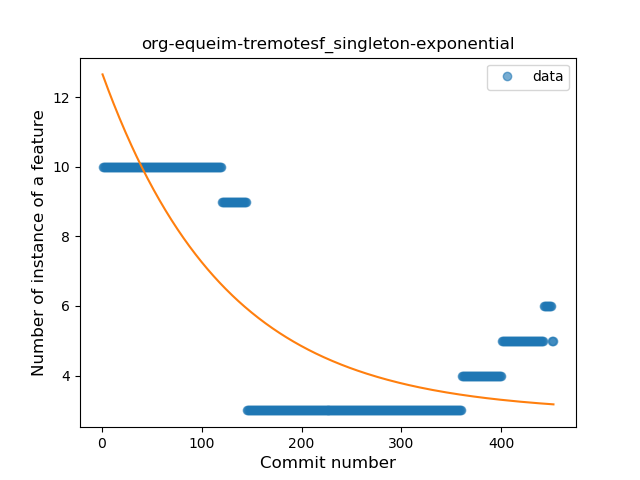 org-equeim-tremotesf_singleton-exponential
data
Number of instance of a feature
12
10
8
6
4
0
100
200
300
400
Commit number